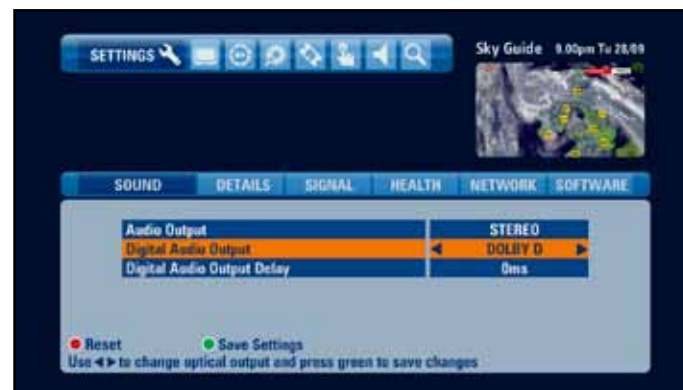 SETTINGS
Sky Guide 9.00pm Tu 28/09
SOUND DETAILS SIGNAL HEALTH NETWORK SOFTWARE
Audio Output STEREO
Digital Audio Output ◄ DOLBY D ►
Digital Audio Output Delay 0ms
Reset Save Settings
Use ◄ ► to change optical output and press green to save changes